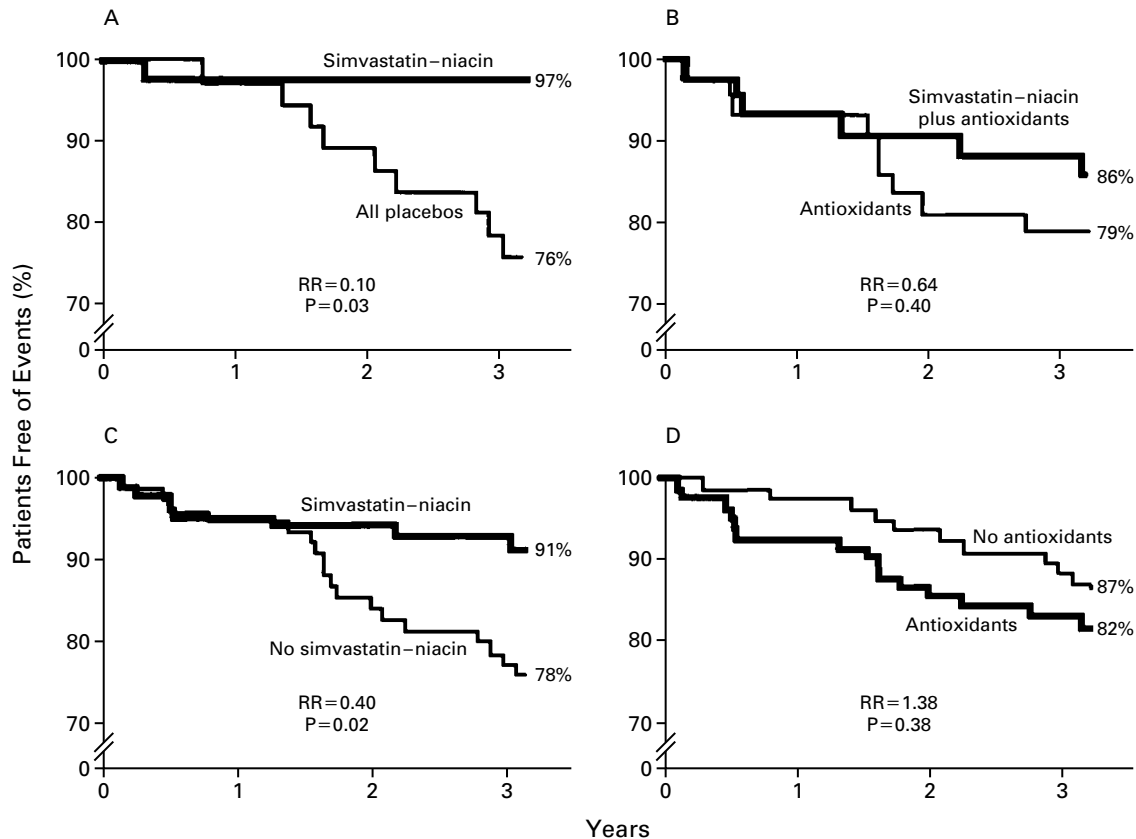 A
100
90
80
70
0
0 1 2 3
Simvastatin–niacin
97%
All placebos
76%
RR=0.10
P=0.03
B
100
90
80
70
0
0 1 2 3
Simvastatin–niacin
plus antioxidants
86%
Antioxidants
79%
RR=0.64
P=0.40
Patients Free of Events (%)
C
100
90
80
70
0
0 1 2 3
Simvastatin–niacin
91%
No simvastatin–niacin
78%
RR=0.40
P=0.02
D
100
90
80
70
0
0 1 2 3
No antioxidants
87%
Antioxidants
82%
RR=1.38
P=0.38
Years